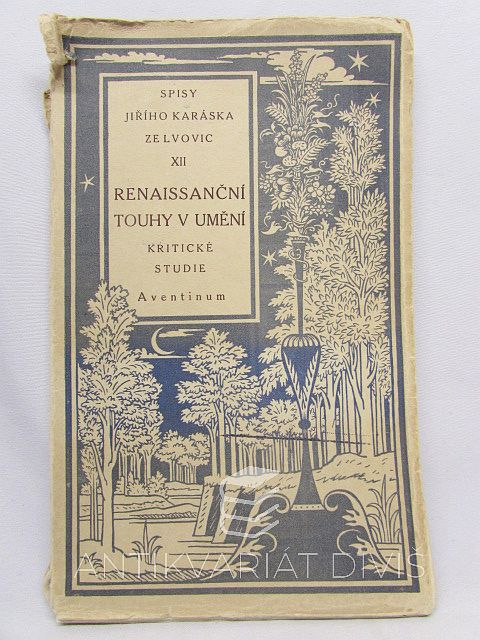 SPISY
JIŘÍHO KARÁSKA
ZE LVOVIC
XII
RENAISSANČNÍ
TOUHY V UMĚNÍ
KRITICKÉ
STUDIE
Aventinum
ANTIKVARIÁT DIVIŠ